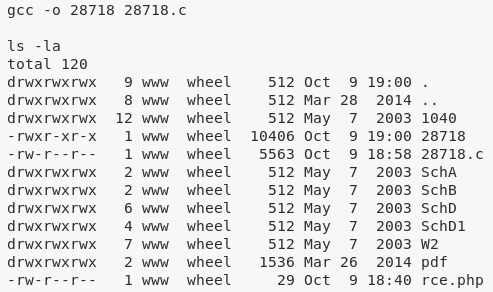 gcc -o 28718 28718.c

ls -la
total 120
drwxrwxrwx   9 www  wheel    512 Oct  9 19:00 .
drwxrwxrwx   8 www  wheel    512 Mar 28  2014 ..
drwxrwxrwx  12 www  wheel    512 May  7  2003 1040
-rwxr-xr-x   1 www  wheel  10406 Oct  9 19:00 28718
-rw-r--r--   1 www  wheel   5563 Oct  9 18:58 28718.c
drwxrwxrwx   2 www  wheel    512 May  7  2003 SchA
drwxrwxrwx   2 www  wheel    512 May  7  2003 SchB
drwxrwxrwx   6 www  wheel    512 May  7  2003 SchD
drwxrwxrwx   4 www  wheel    512 May  7  2003 SchD1
drwxrwxrwx   7 www  wheel    512 May  7  2003 W2
drwxrwxrwx   2 www  wheel   1536 Mar 26  2014 pdf
-rw-r--r--   1 www  wheel     29 Oct  9 18:40 rce.php